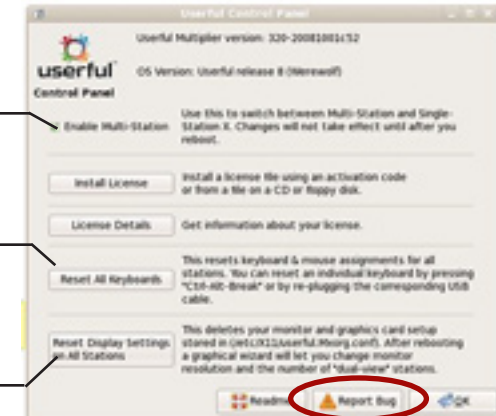 Userful Control Panel
Userful Multiplier version: 320-20081001c52
userful
OS Version: Userful release 8 (Werewolf)
Control Panel
Enable Multi-Station
Use this to switch between Multi-Station and Single-
Station X. Changes will not take effect until after you
reboot.
Install License
Install a license file using an activation code
or from a file on a CD or floppy disk.
License Details
Get information about your license.
Reset All Keyboards
This resets keyboard & mouse assignments for all
stations. You can reset an individual keyboard by pressing
"Ctrl-Alt-Break" or by re-plugging the corresponding USB
cable.
Reset Display Settings
on All Stations
This deletes your monitor and graphics card setup
stored in (/etc/X11/userful.Mxorg.conf). After rebooting
a graphical wizard will let you change monitor
resolution and the number of "dual-view" stations.
Readme
Report Bug
OK